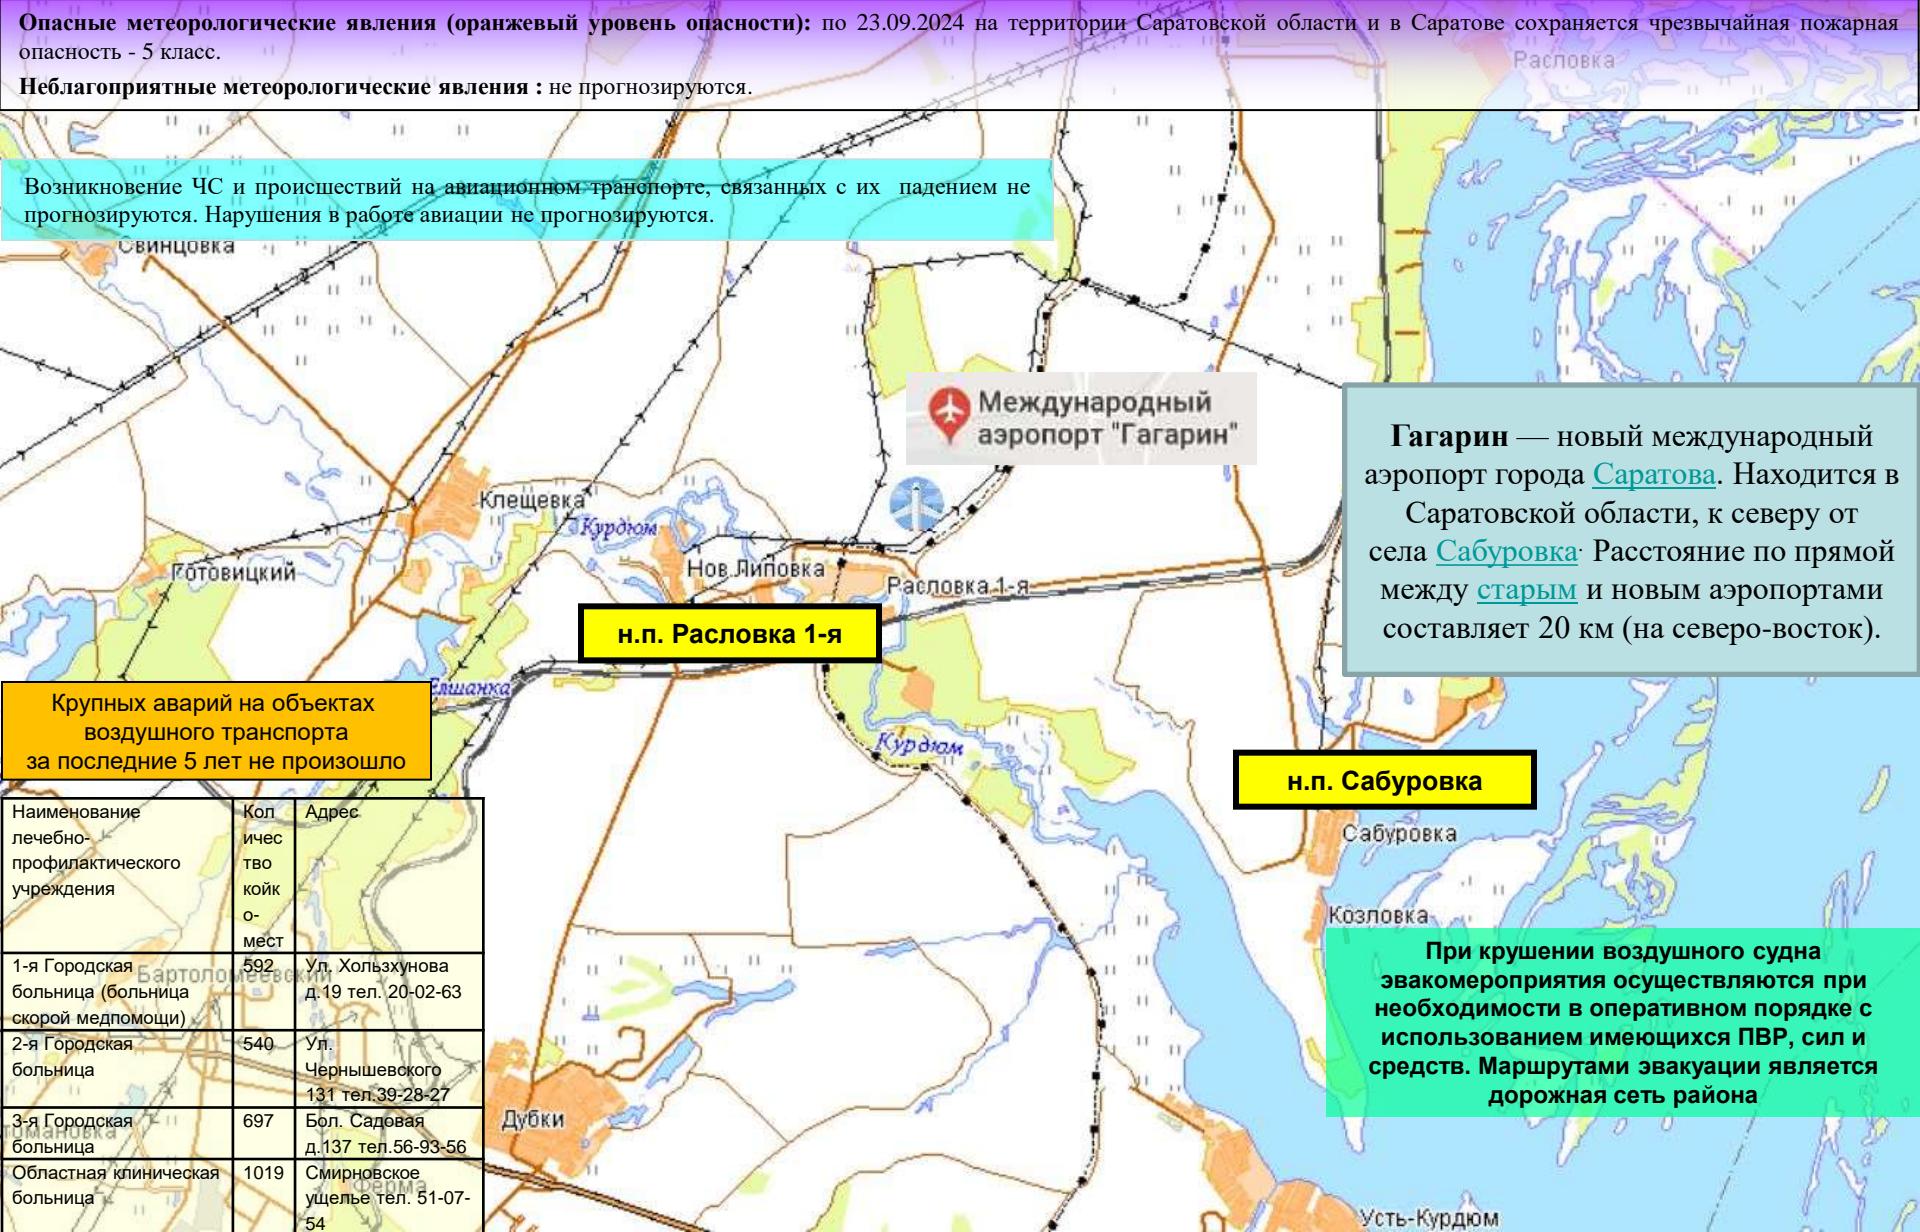 Опасные метеорологические явления (оранжевый уровень опасности): по 23.09.2024 на территории Саратовской области и в Саратове сохраняется чрезвычайная пожарная
опасность - 5 класс.
Неблагоприятные метеорологические явления : не прогнозируются.
Расловка
Возникновение ЧС и происшествий на авиационном транспорте, связанных с их падением не
прогнозируются. Нарушения в работе авиации не прогнозируются.
Свинцовка
Международный
аэропорт "Гагарин"
Гагарин — новый международный
аэропорт города Саратова. Находится в
Саратовской области, к северу от
села Сабуровка. Расстояние по прямой
между старым и новым аэропортами
составляет 20 км (на северо-восток).
Клещевка
Курдюм
Готовицкий
Нов.Липовка
Расловка 1-я
н.п. Расловка 1-я
Елшанка
Крупных аварий на объектах
воздушного транспорта
за последние 5 лет не произошло
Курдюм
н.п. Сабуровка
Сабуровка
Козловка
При крушении воздушного судна
эвакомероприятия осуществляются при
необходимости в оперативном порядке с
использованием имеющихся ПВР, сил и
средств. Маршрутами эвакуации является
дорожная сеть района
Наименование
лечебно-
профилактического
учреждения
Кол
ичес
тво
койк
о-
мест
Адрес
1-я Городская
больница (больница
скорой медпомощи)
592
Ул. Хользхунова
д.19 тел. 20-02-63
Бартоломеевский
2-я Городская
больница
540
Ул.
Чернышевского
131 тел.39-28-27
3-я Городская
больница
697
Бол. Садовая
д.137 тел.56-93-56
Областная клиническая
больница
1019
Смирновское
ущелье тел. 51-07-
54
Ферма
Дубки
Усть-Курдюм